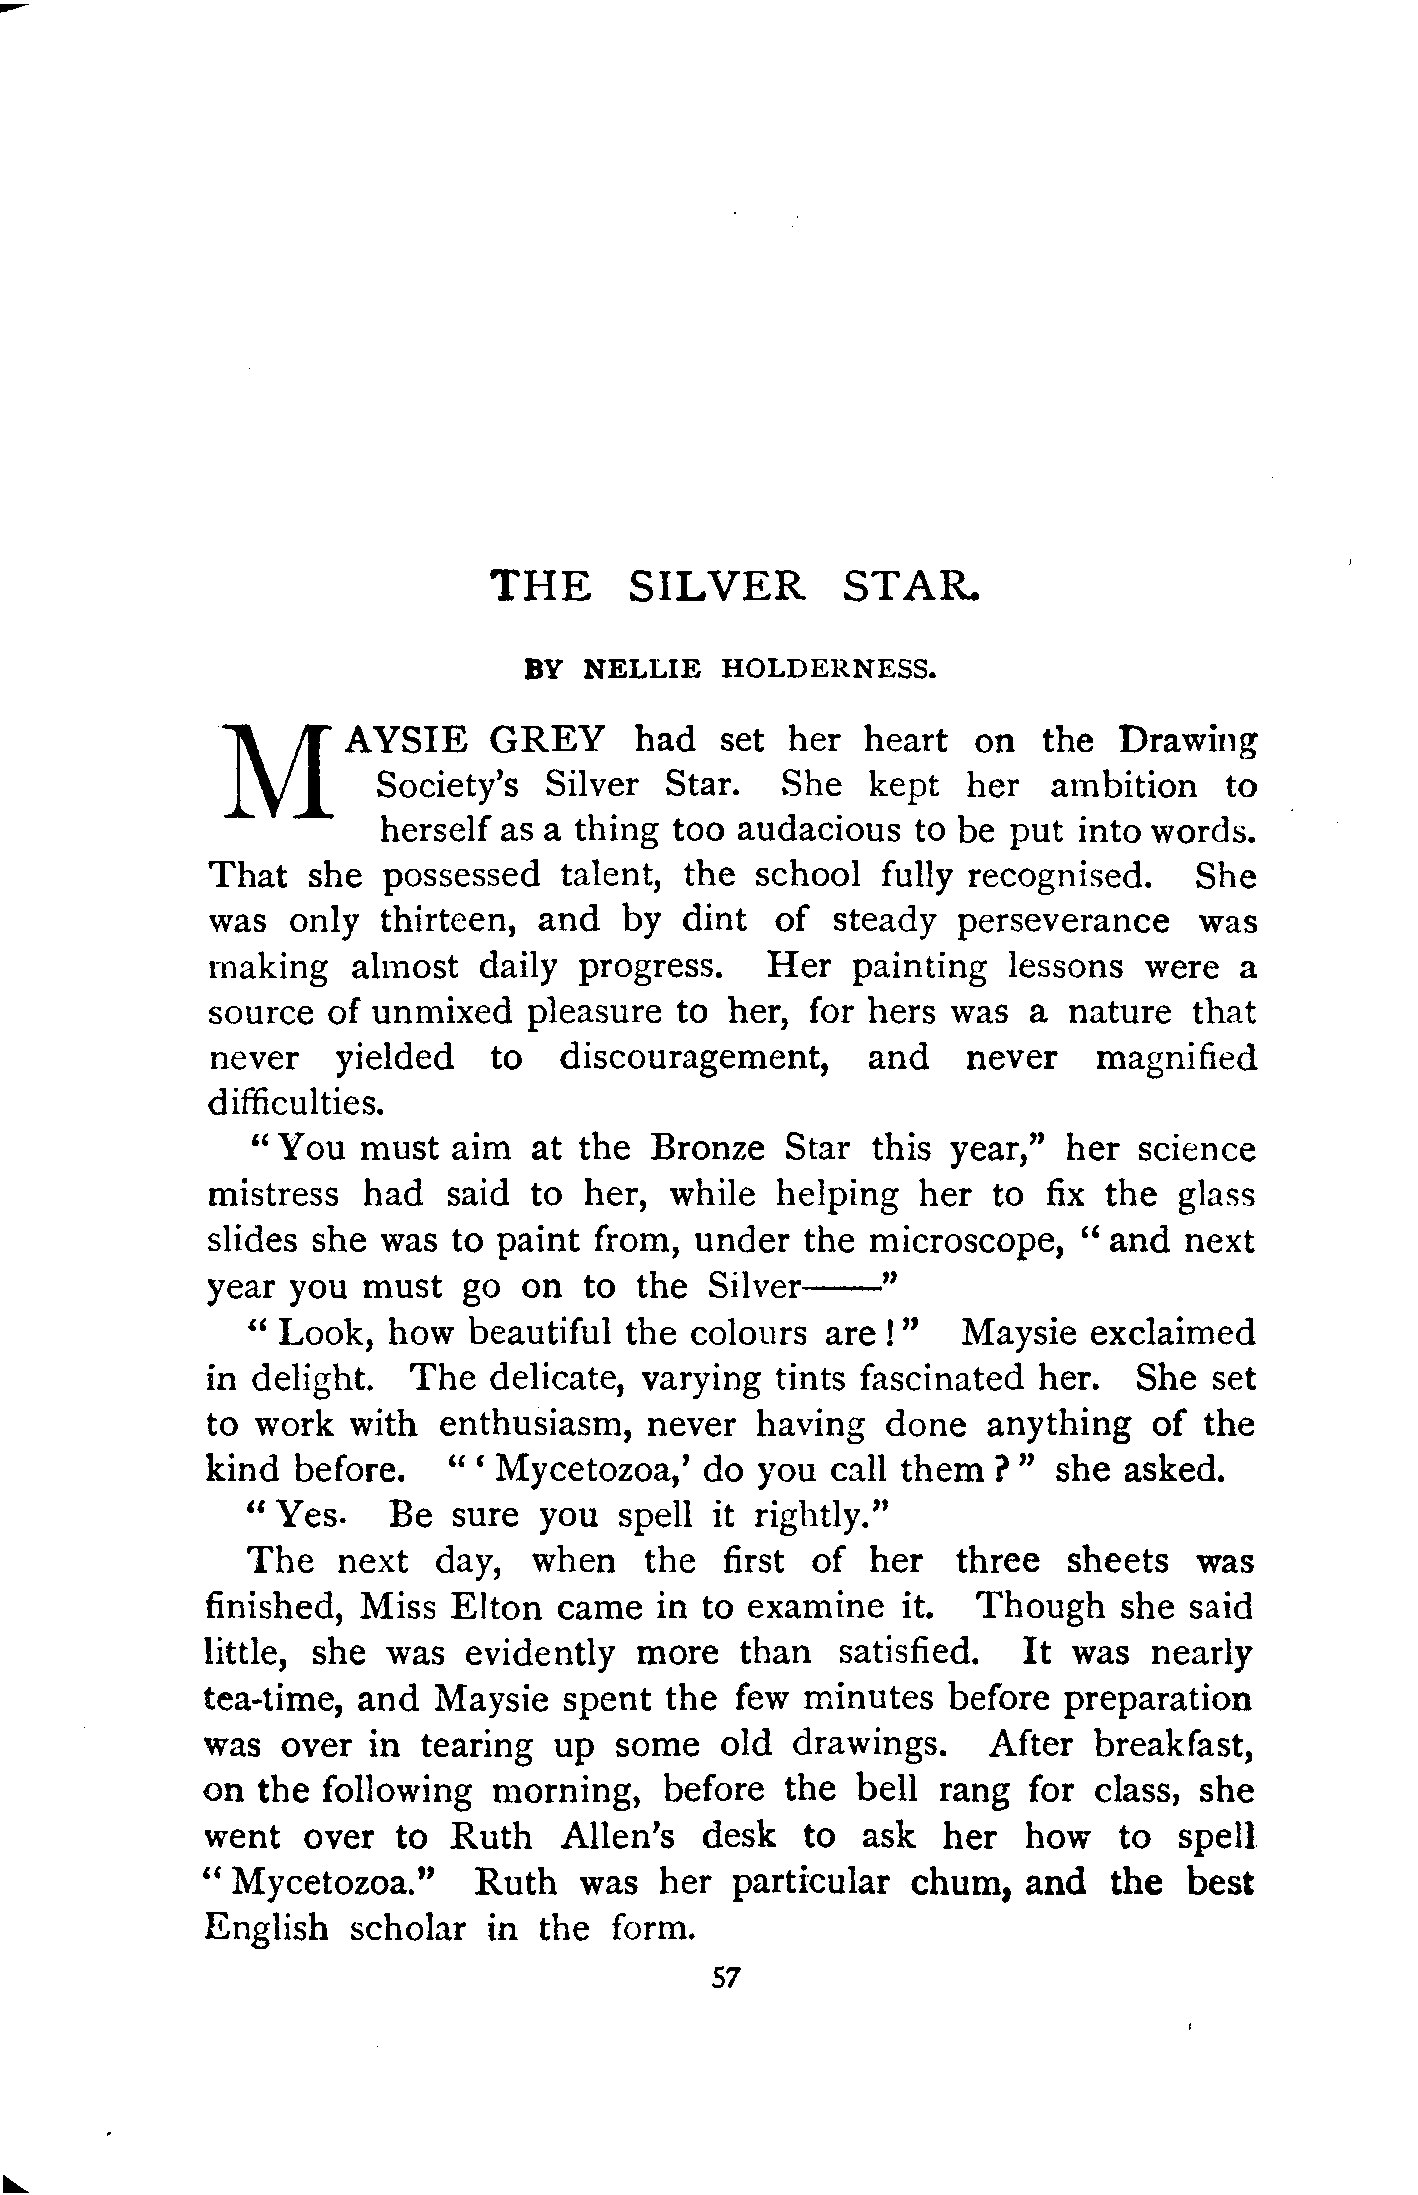 THE SILVER STAR.
BY NELLIE HOLDERNESS.
MAYSIE GREY had set her heart on the Drawing
Society's Silver Star. She kept her ambition to
herself as a thing too audacious to be put into words.
That she possessed talent, the school fully recognised. She
was only thirteen, and by dint of steady perseverance was
making almost daily progress. Her painting lessons were a
source of unmixed pleasure to her, for hers was a nature that
never yielded to discouragement, and never magnified
difficulties.
"You must aim at the Bronze Star this year," her science
mistress had said to her, while helping her to fix the glass
slides she was to paint from, under the microscope, "and next
year you must go on to the Silver——"
"Look, how beautiful the colours are!" Maysie exclaimed
in delight. The delicate, varying tints fascinated her. She set
to work with enthusiasm, never having done anything of the
kind before. "'Mycetozoa,' do you call them?" she asked.
"Yes. Be sure you spell it rightly."
The next day, when the first of her three sheets was
finished, Miss Elton came in to examine it. Though she said
little, she was evidently more than satisfied. It was nearly
tea-time, and Maysie spent the few minutes before preparation
was over in tearing up some old drawings. After breakfast,
on the following morning, before the bell rang for class, she
went over to Ruth Allen's desk to ask her how to spell
"Mycetozoa." Ruth was her particular chum, and the best
English scholar in the form.
57